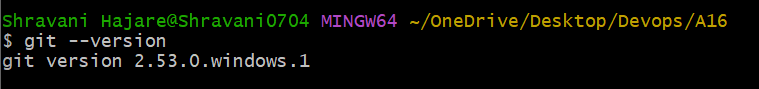 Shravani Hajare@Shravani0704 MINGW64 ~/OneDrive/Desktop/Devops/A16
$ git --version
git version 2.53.0.windows.1